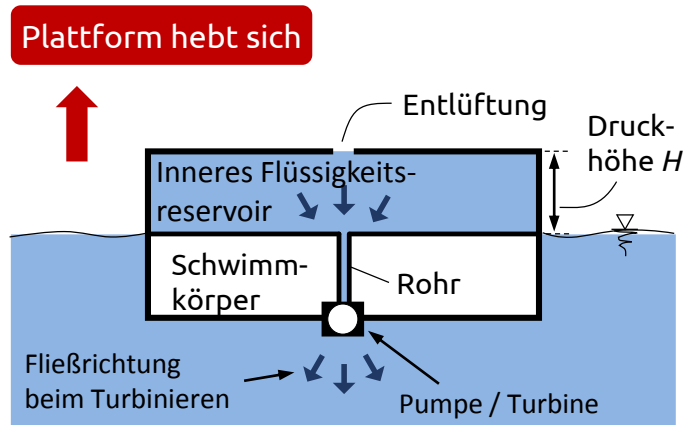 Plattform hebt sich
Entlüftung
Druck-
höhe H
Inneres Flüssigkeits-
reservoir
Schwimm-
körper
Rohr
Fließrichtung
beim Turbinieren
Pumpe / Turbine